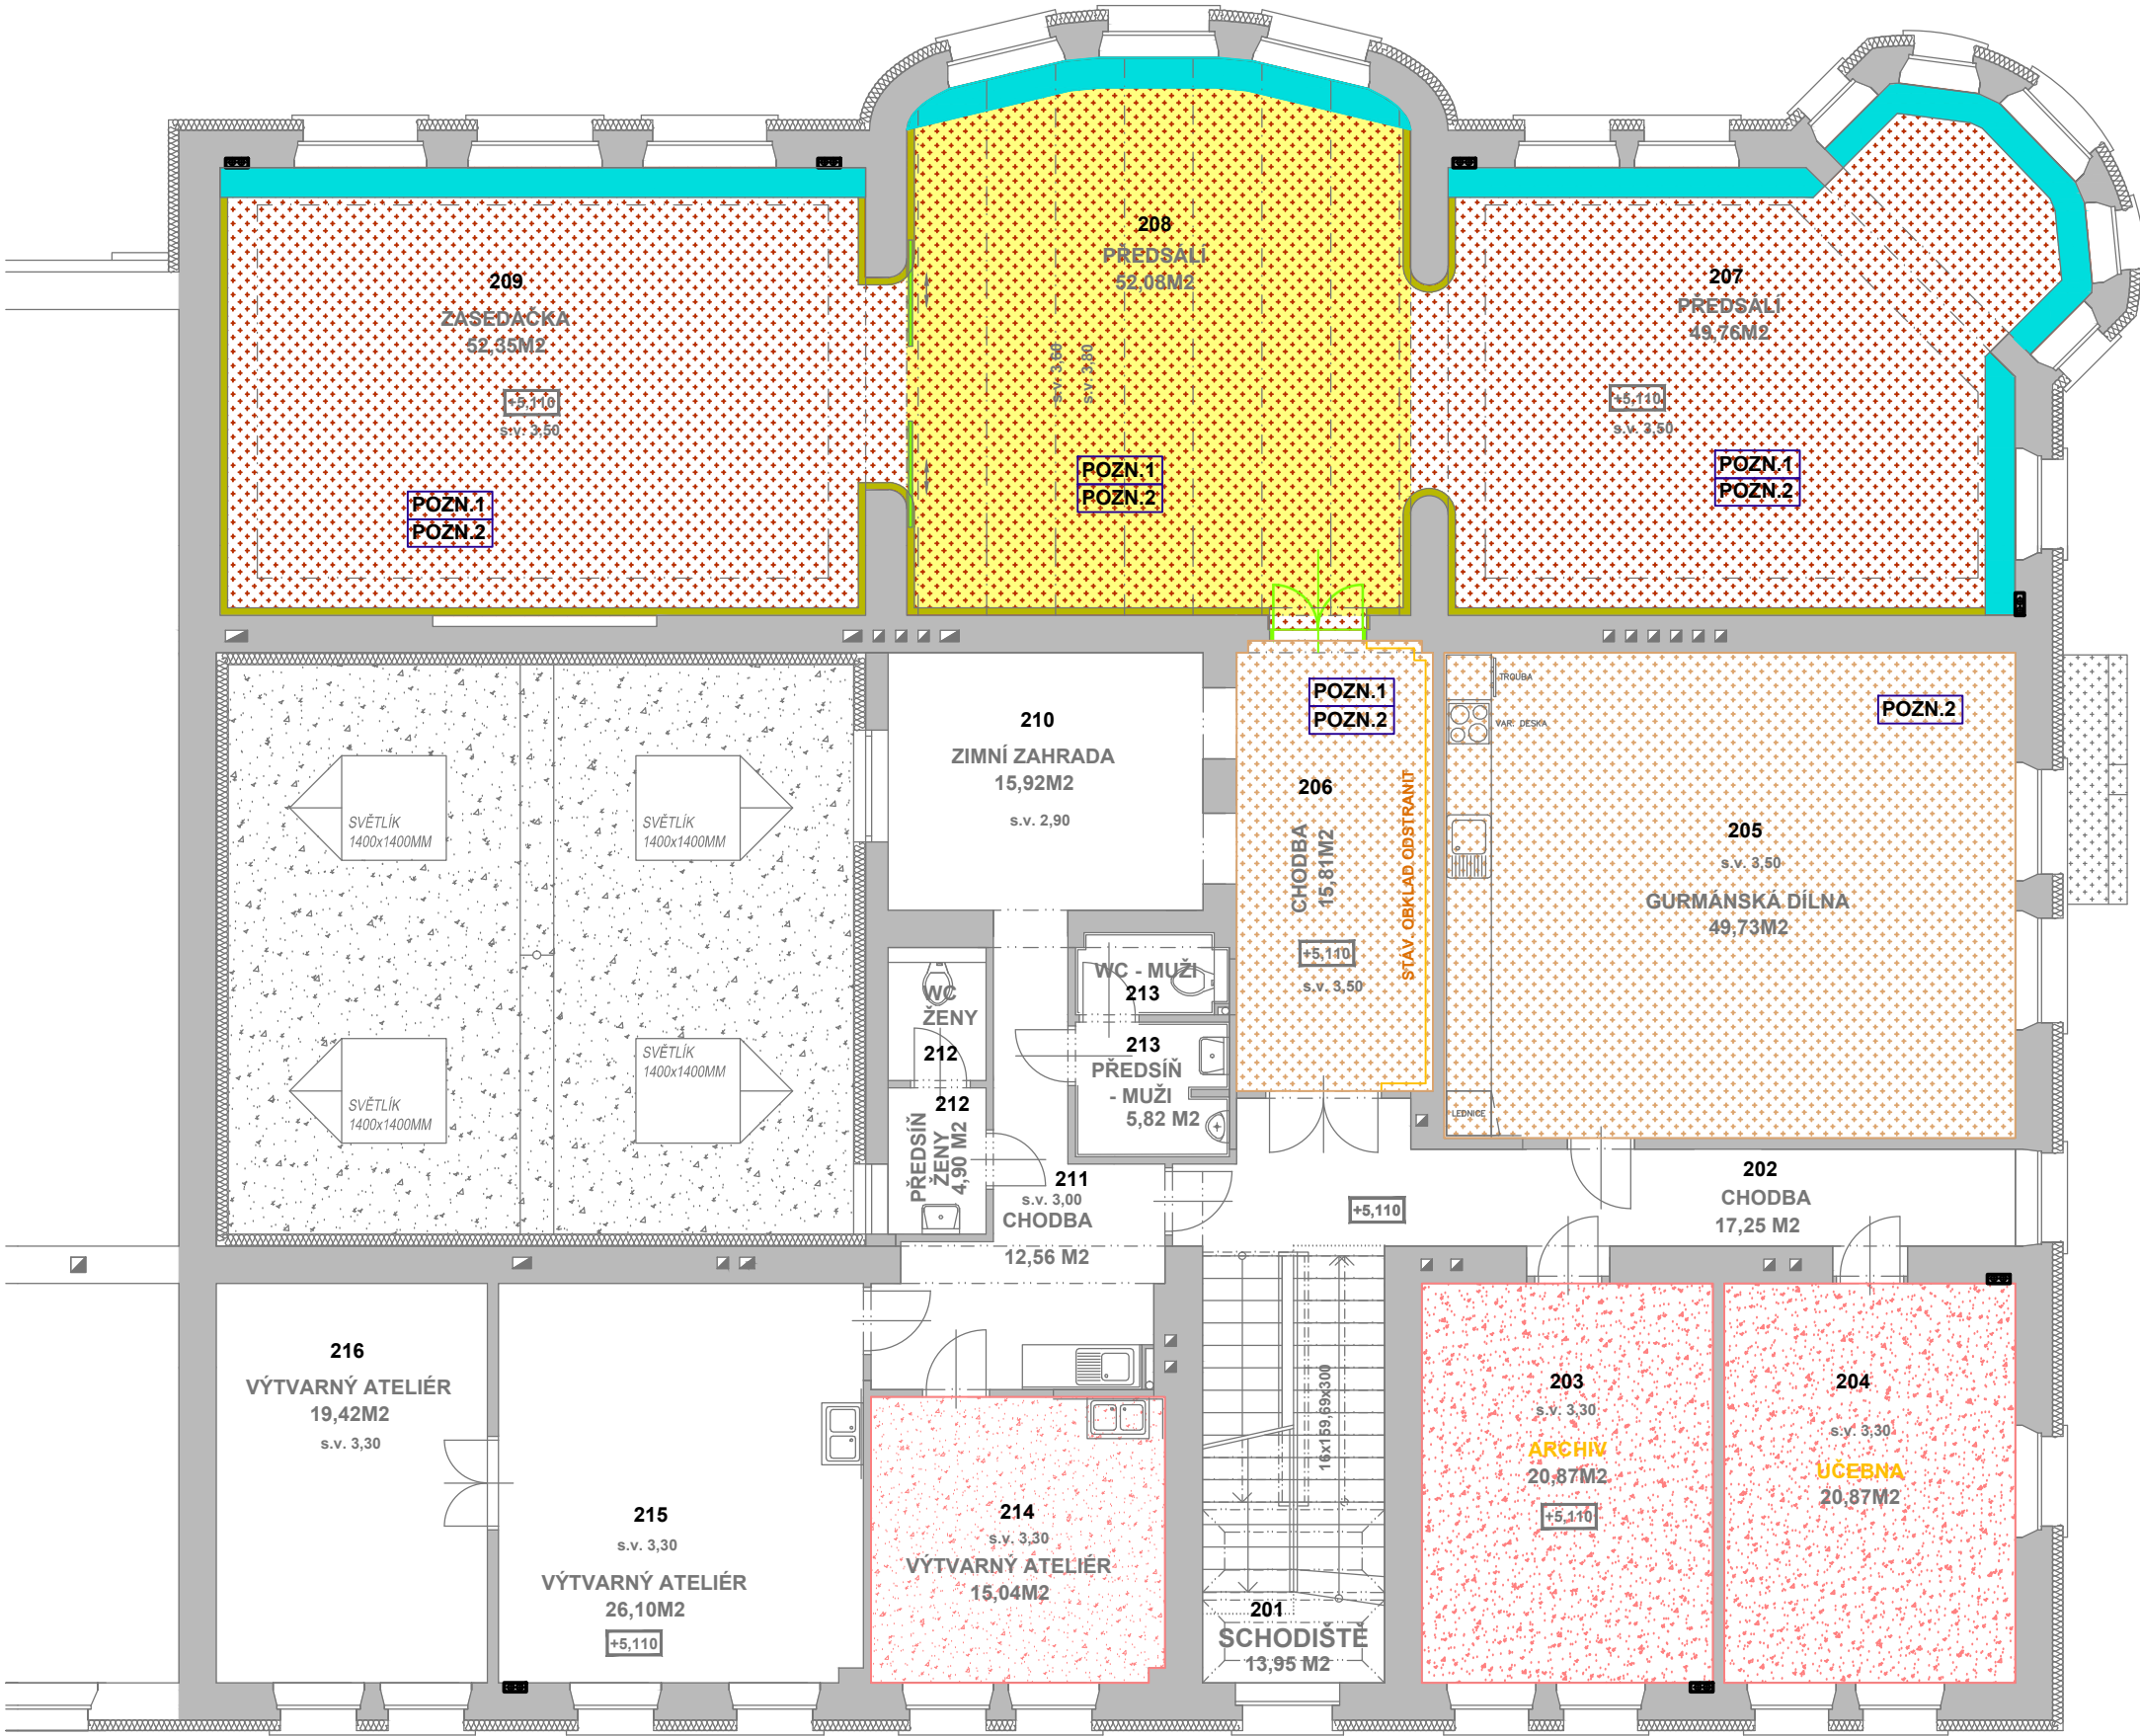 208
PŘEDSÁLÍ
52,08M2
s.v. 3,60
s.v. 3,80
POZN.1
POZN.2
209
ZASEDAČKA
52,35M2
+5,110
s.v. 3,50
POZN.1
POZN.2
207
PŘEDSÁLÍ
49,76M2
+5,110
s.v. 3,50
POZN.1
POZN.2
210
ZIMNÍ ZAHRADA
15,92M2
s.v. 2,90
POZN.1
POZN.2
206
CHODBA
15,81M2
+5,110
s.v. 3,50
STÁV. OBKLAD ODSTRANIT
TROUBA
VAR. DESKA
LEDNICE
POZN.2
205
s.v. 3,50
GURMÁNSKÁ DÍLNA
49,73M2
SVĚTLÍK
1400x1400MM
SVĚTLÍK
1400x1400MM
SVĚTLÍK
1400x1400MM
SVĚTLÍK
1400x1400MM
WC
ŽENY
212
212
PŘEDSÍŇ
ŽENY
4,90 M2
WC - MUŽI
213
213
PŘEDSÍŇ
- MUŽI
5,82 M2
211
s.v. 3,00
CHODBA
12,56 M2
+5,110
202
CHODBA
17,25 M2
216
VÝTVARNÝ ATELIÉR
19,42M2
s.v. 3,30
215
s.v. 3,30
VÝTVARNÝ ATELIÉR
26,10M2
+5,110
214
s.v. 3,30
VÝTVARNÝ ATELIÉR
15,04M2
16x159,69x300
201
SCHODIŠTĚ
13,95 M2
203
s.v. 3,30
ARCHIV
20,87M2
+5,110
204
s.v. 3,30
UČEBNA
20,87M2